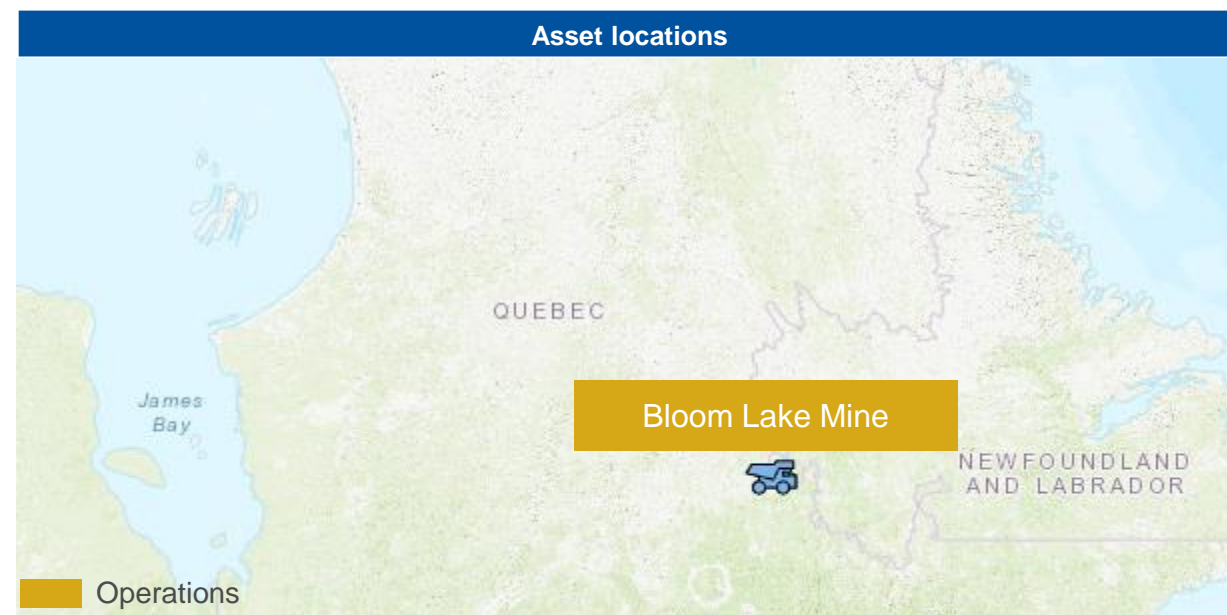 Asset locations
QUEBEC
James
Bay
Bloom Lake Mine
NEWFOUNDLAND
AND LABRADOR
Operations